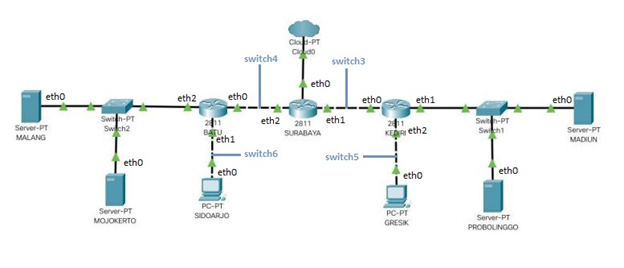 Cloud-PT
Cloud0
switch4
switch3
eth0
eth0
Server-PT
MALANG
Switch-PT
Switch2
eth2
2811
BATU
eth0
eth2
2811
SURABAYA
eth1
eth0
2811
KEDIRI
eth1
Switch-PT
Switch1
eth0
Server-PT
MADIUN
eth1
switch6
eth2
switch5
eth0
Server-PT
MOJOKERTO
eth0
PC-PT
SIDOARJO
eth0
PC-PT
GRESIK
eth0
Server-PT
PROBOLINGGO